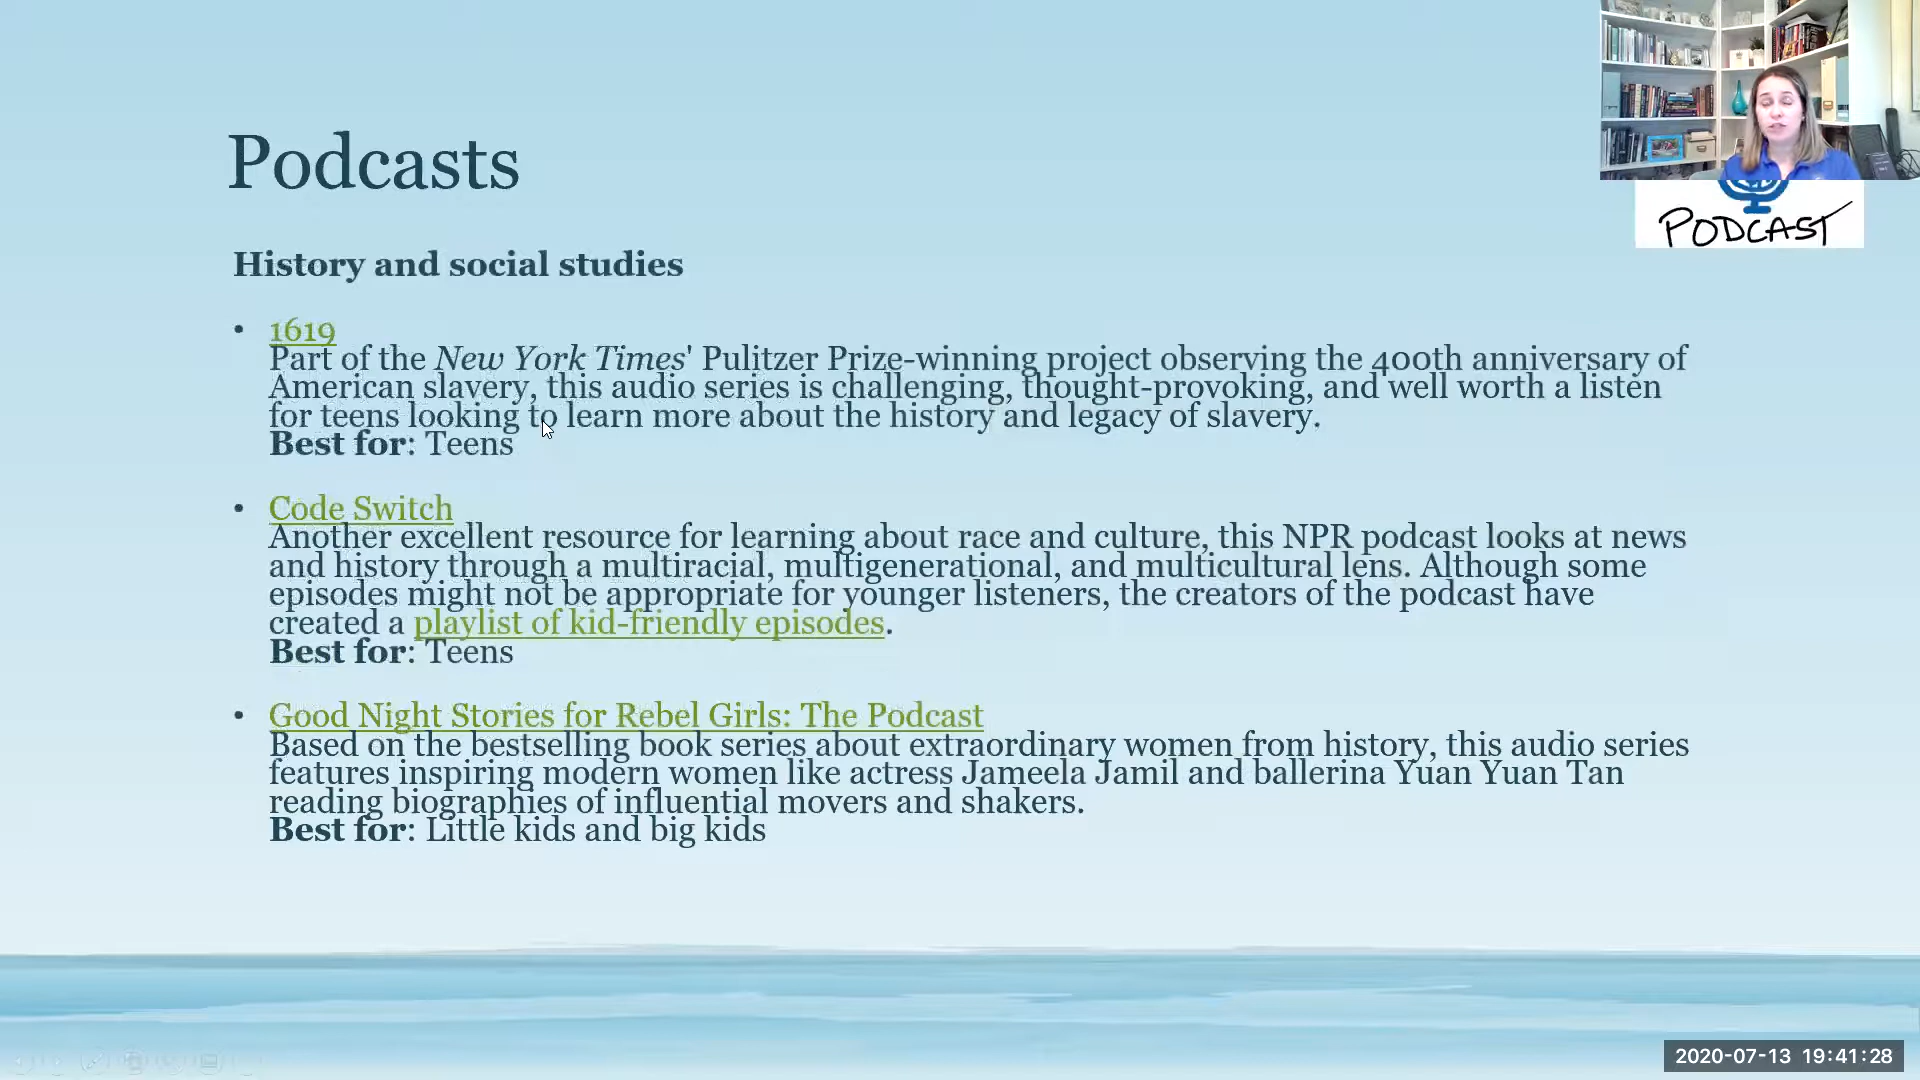 Podcasts
PODCAST
History and social studies
• 1619
Part of the New York Times' Pulitzer Prize-winning project observing the 400th anniversary of
American slavery, this audio series is challenging, thought-provoking, and well worth a listen
for teens looking to learn more about the history and legacy of slavery.
Best for: Teens
• Code Switch
Another excellent resource for learning about race and culture, this NPR podcast looks at news
and history through a multiracial, multigenerational, and multicultural lens. Although some
episodes might not be appropriate for younger listeners, the creators of the podcast have
created a playlist of kid-friendly episodes.
Best for: Teens
• Good Night Stories for Rebel Girls: The Podcast
Based on the bestselling book series about extraordinary women from history, this audio series
features inspiring modern women like actress Jameela Jamil and ballerina Yuan Yuan Tan
reading biographies of influential movers and shakers.
Best for: Little kids and big kids
2020-07-13 19:41:28